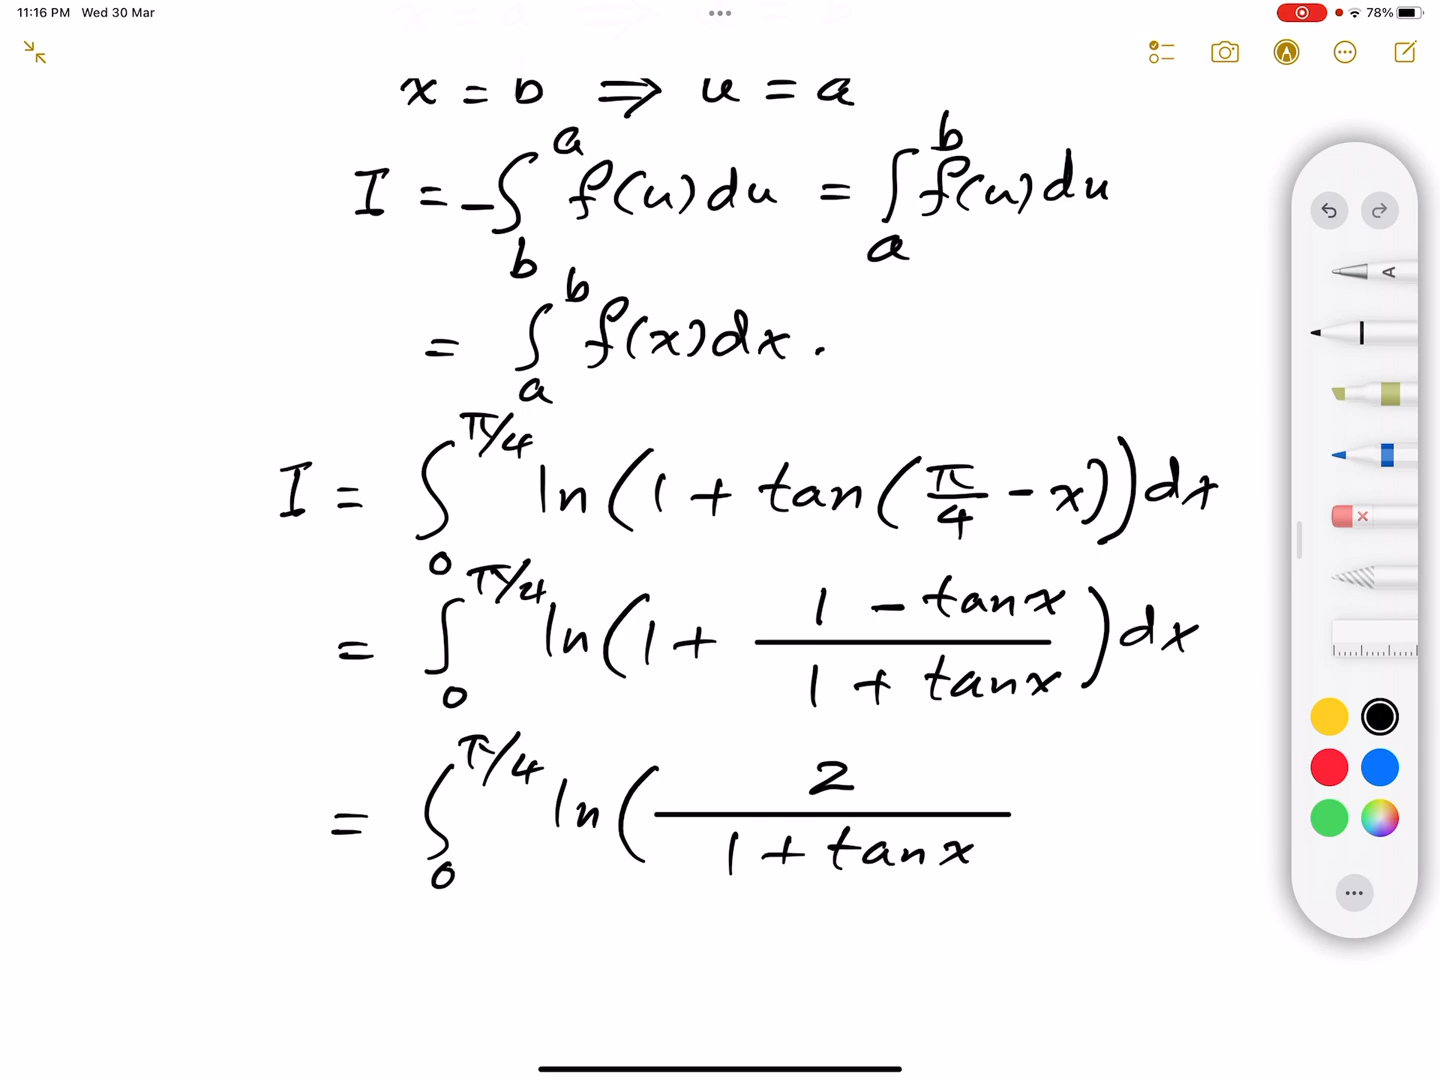 11:16 PM Wed 30 Mar 78%
x = b ⇒ u = a
I = -∫_b^a f(u) du = ∫_a^b f(u) du
= ∫_a^b f(x) dx .
I = ∫_0^{π/4} ln(1 + tan(π/4 - x)) dx
= ∫_0^{π/4} ln(1 + (1 - tan x)/(1 + tan x)) dx
= ∫_0^{π/4} ln( 2/(1 + tan x)
A